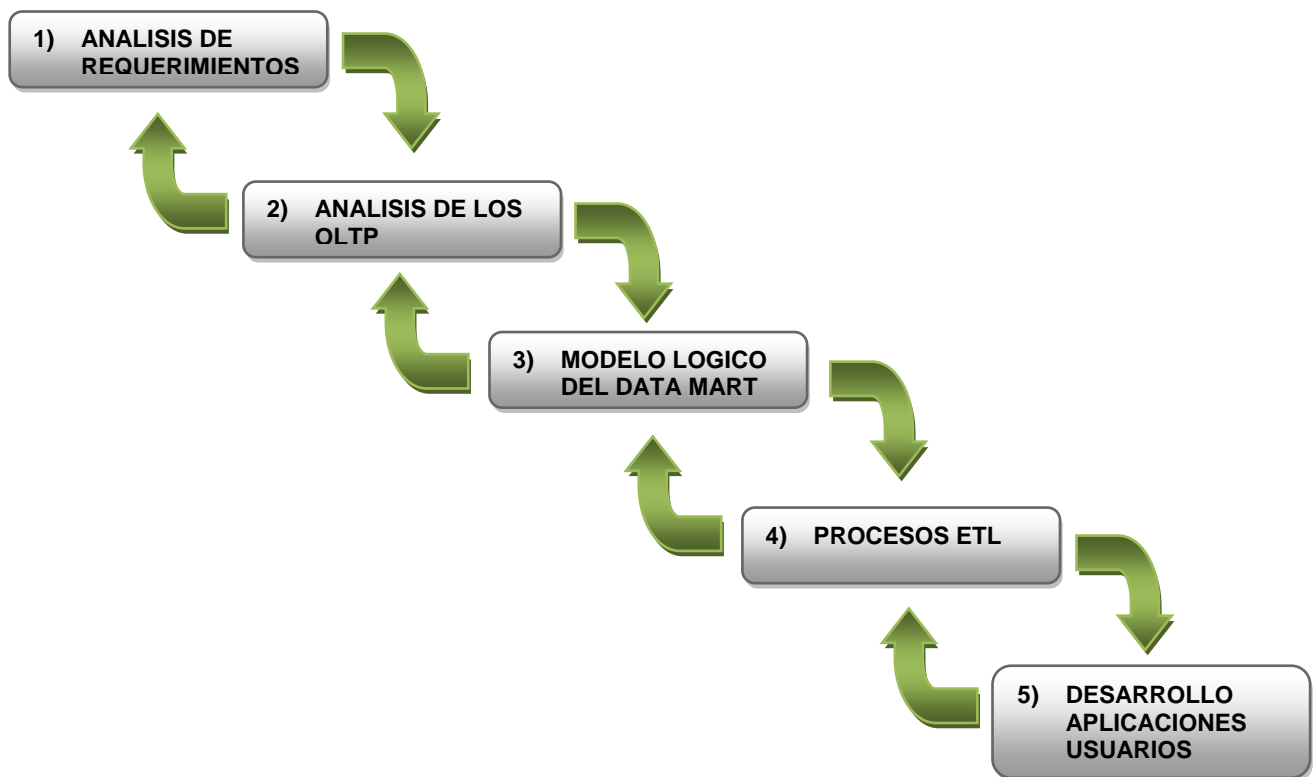 1) ANALISIS DE
REQUERIMIENTOS
2) ANALISIS DE LOS
OLTP
3) MODELO LOGICO
DEL DATA MART
4) PROCESOS ETL
5) DESARROLLO
APLICACIONES
USUARIOS